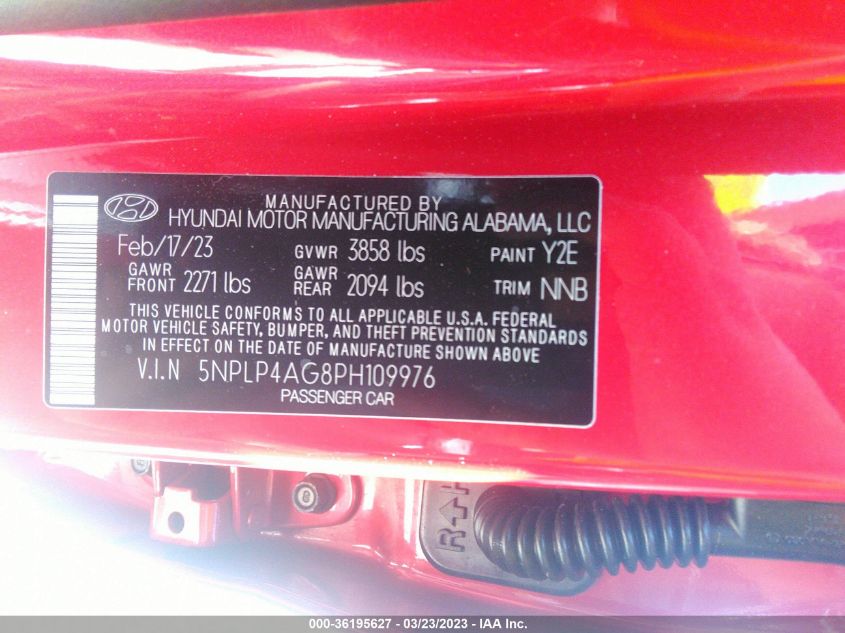 MANUFACTURED BY
HYUNDAI MOTOR MANUFACTURING ALABAMA, LLC
Feb/17/23 GVWR 3858 lbs PAINT Y2E
GAWR FRONT 2271 lbs GAWR REAR 2094 lbs TRIM NNB
THIS VEHICLE CONFORMS TO ALL APPLICABLE U.S.A. FEDERAL
MOTOR VEHICLE SAFETY, BUMPER, AND THEFT PREVENTION STANDARDS
IN EFFECT ON THE DATE OF MANUFACTURE SHOWN ABOVE
V.I.N 5NPLP4AG8PH109976
PASSENGER CAR
000-36195627 - 03/23/2023 - IAA Inc.